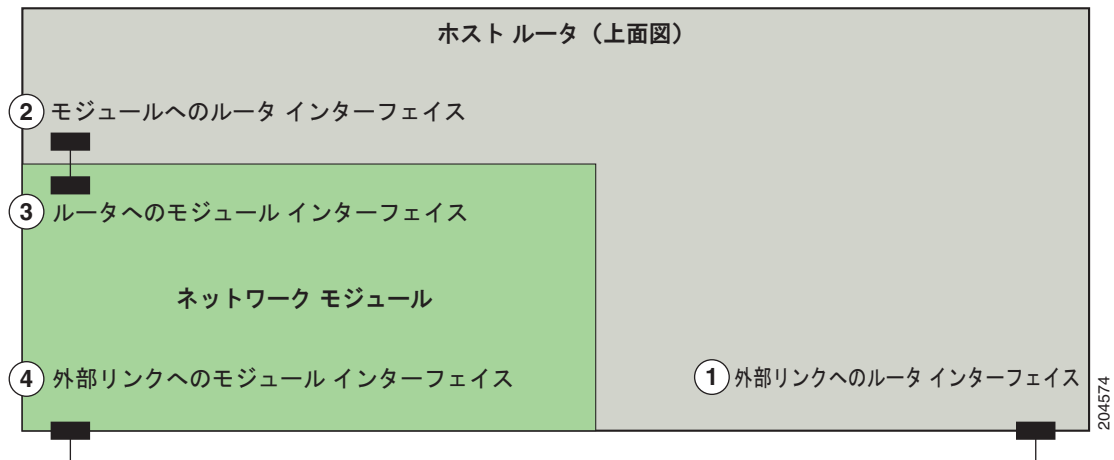 ホスト ルータ（上面図）
2 モジュールへのルータ インターフェイス
3 ルータへのモジュール インターフェイス
ネットワーク モジュール
4 外部リンクへのモジュール インターフェイス
1 外部リンクへのルータ インターフェイス
204574